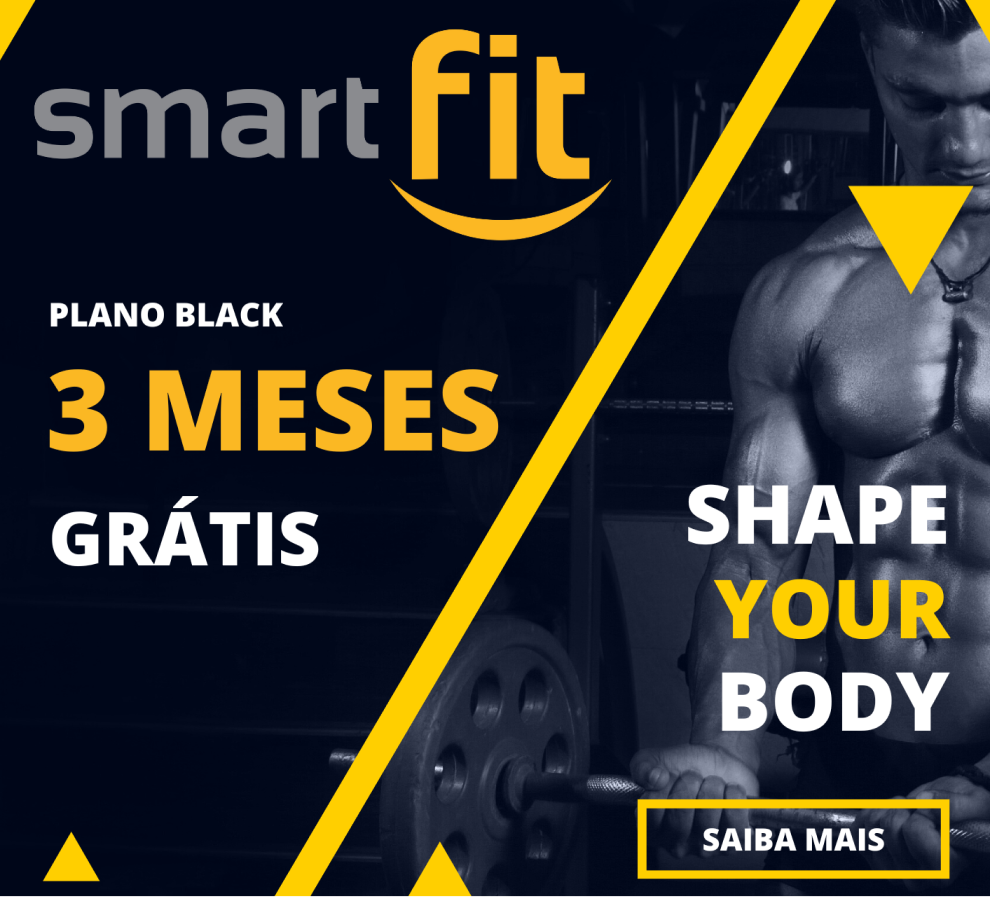 smart fit
PLANO BLACK
3 MESES
GRÁTIS
SHAPE
YOUR
BODY
SAIBA MAIS